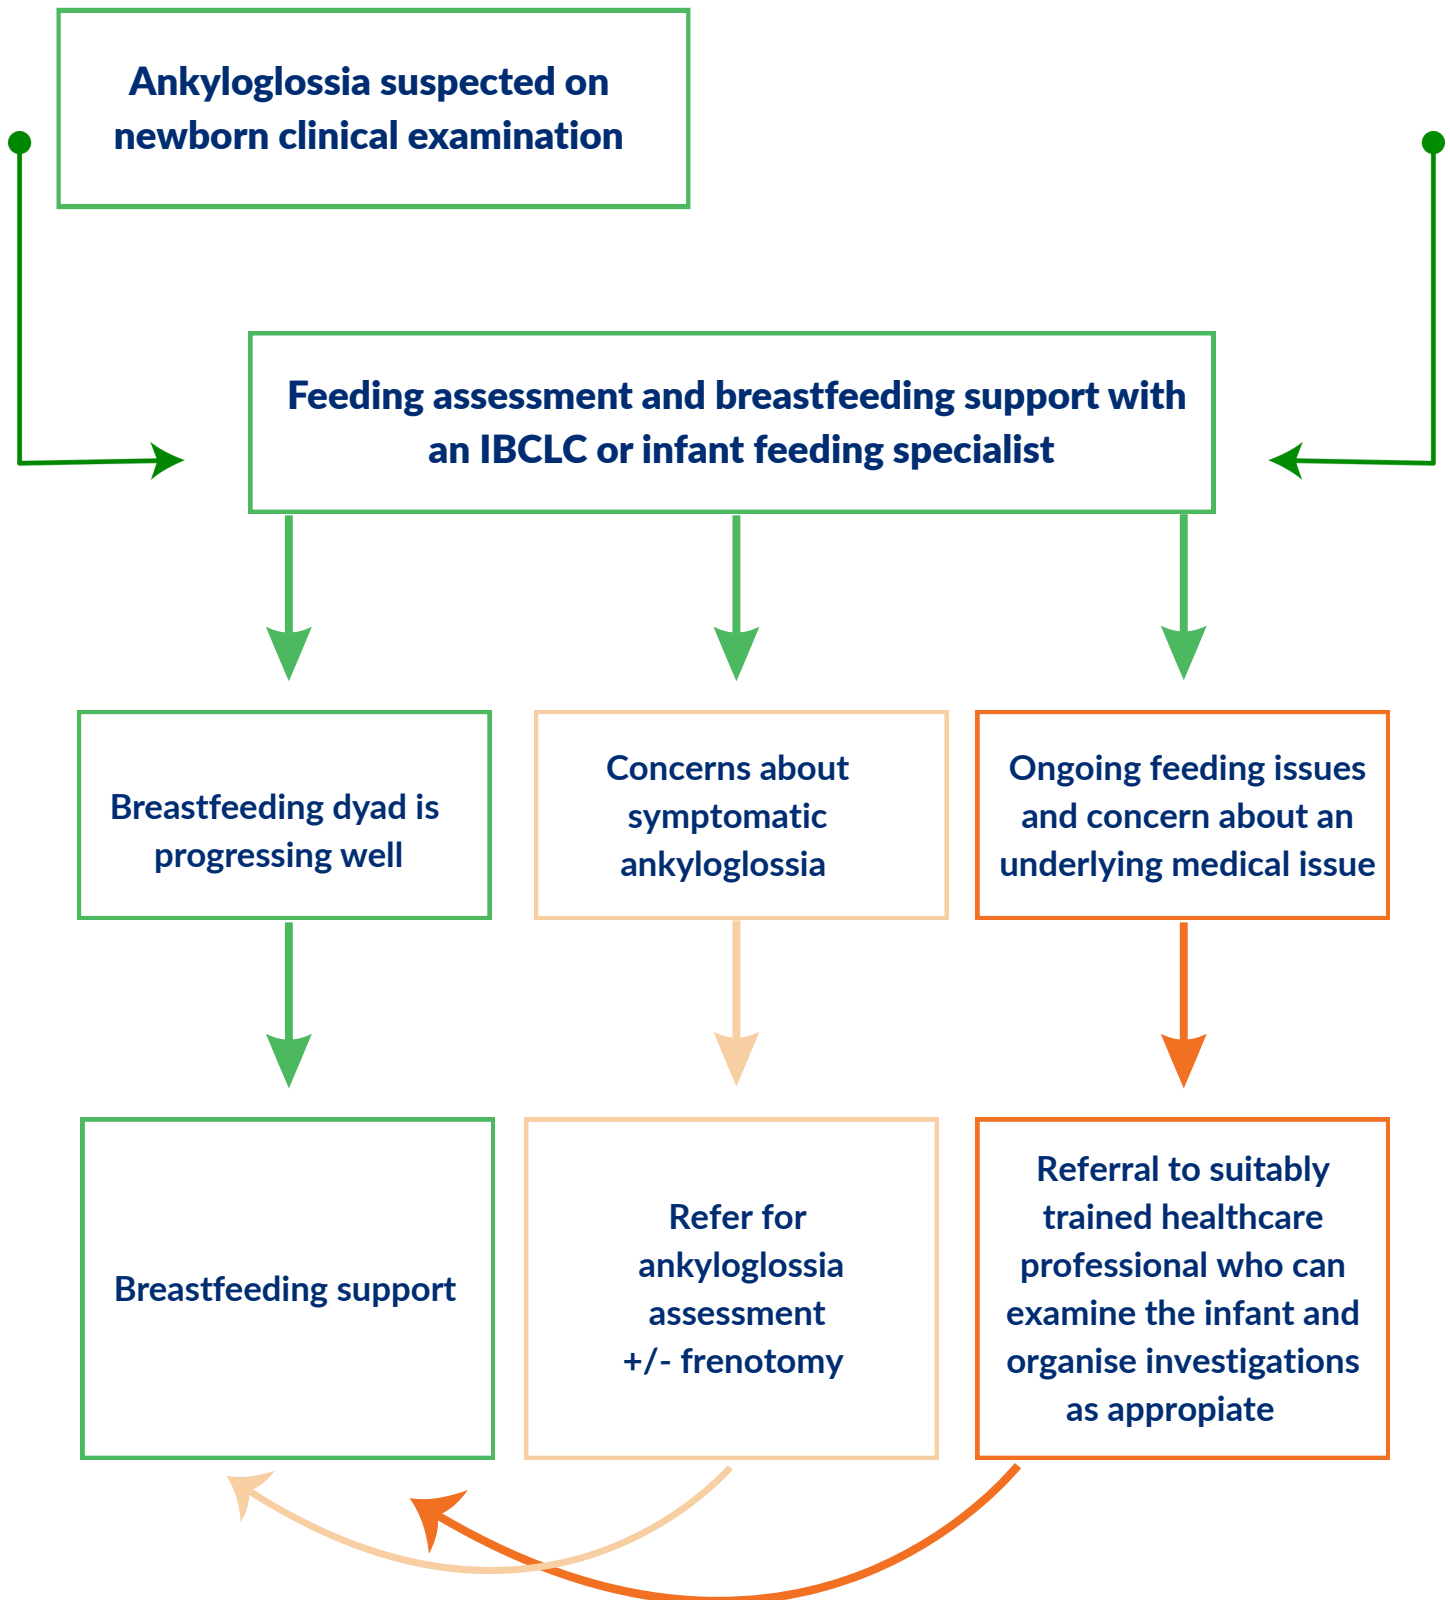 Ankyloglossia suspected on
newborn clinical examination
Feeding assessment and breastfeeding support with
an IBCLC or infant feeding specialist
Breastfeeding dyad is
progressing well
Concerns about
symptomatic
ankyloglossia
Ongoing feeding issues
and concern about an
underlying medical issue
Breastfeeding support
Refer for
ankyloglossia
assessment
+/- frenotomy
Referral to suitably
trained healthcare
professional who can
examine the infant and
organise investigations
as appropiate